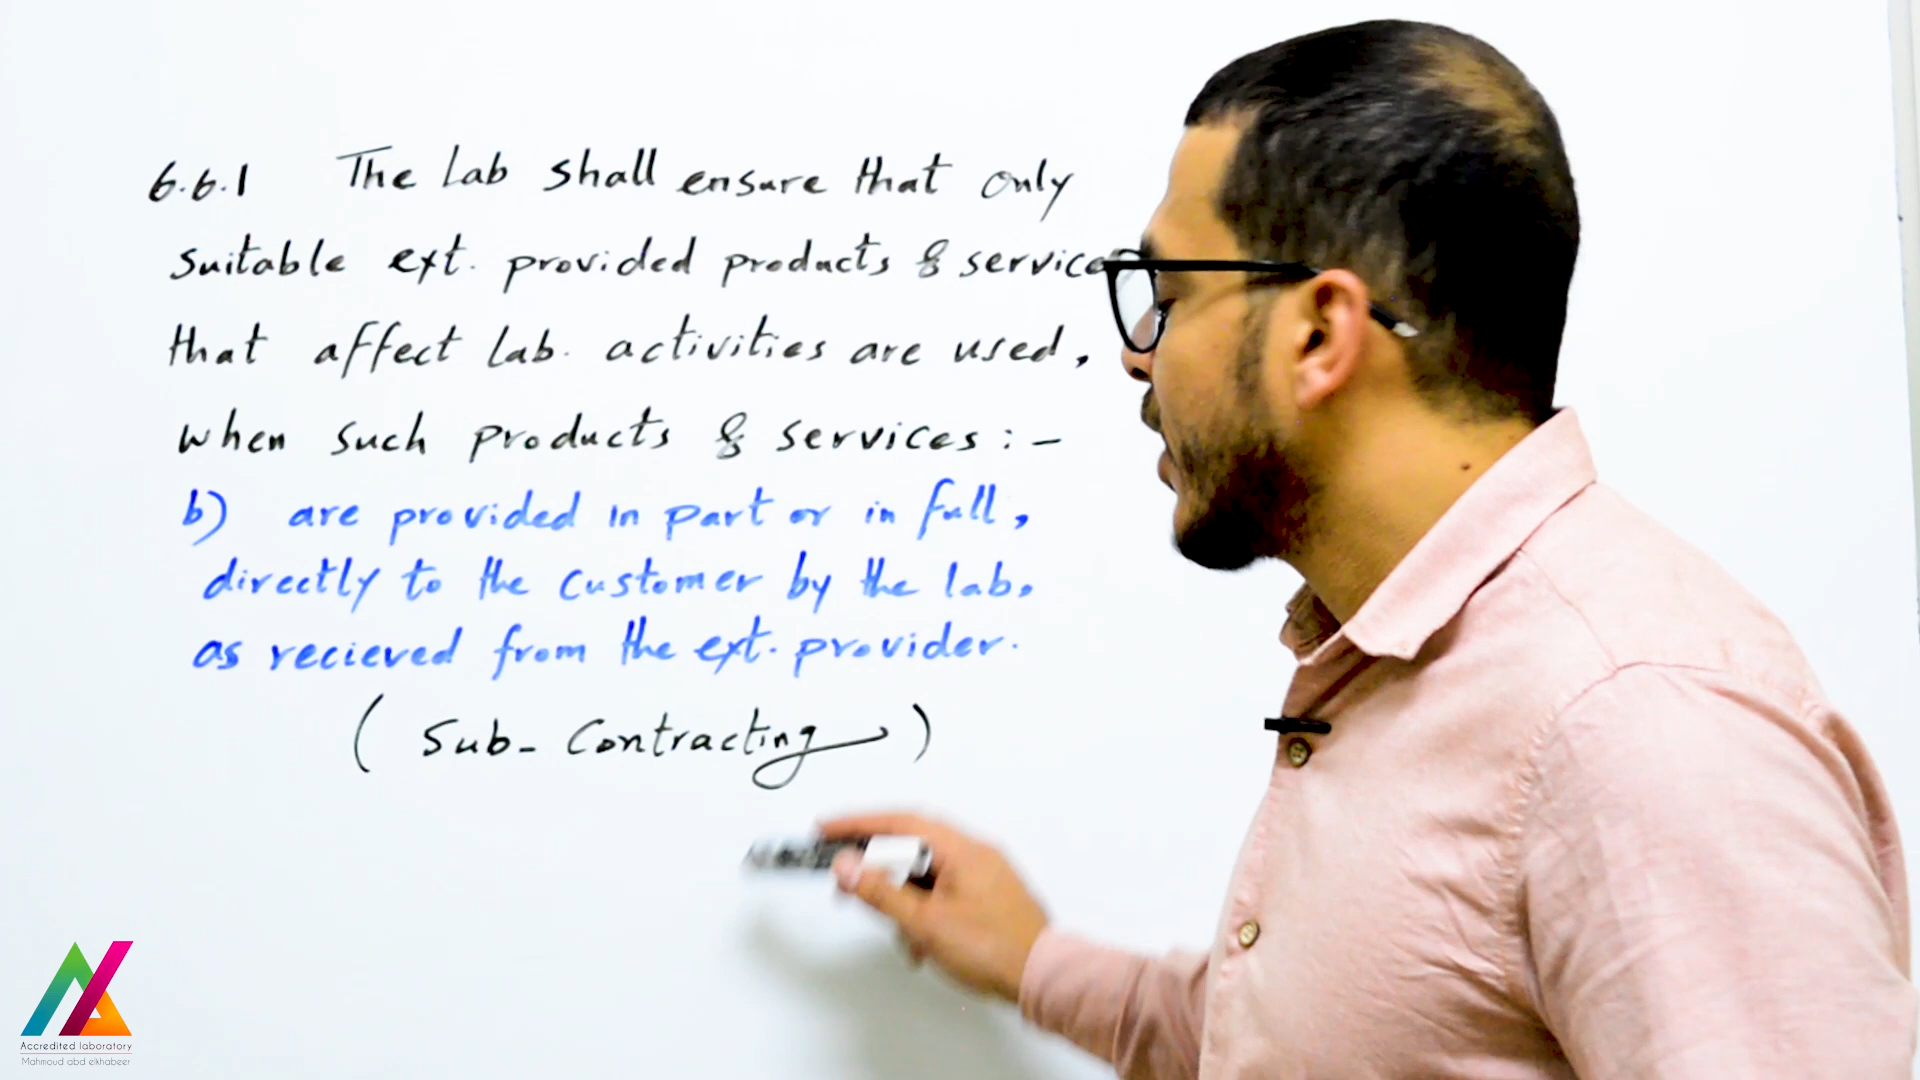 6.6.1 The lab shall ensure that only
suitable ext. provided products & service
that affect lab. activities are used,
when such products & services :-
b) are provided in part or in full,
directly to the customer by the lab.
as recieved from the ext. provider.
( Sub-Contracting )
Accredited laboratory
Mahmoud abd elkhabeer